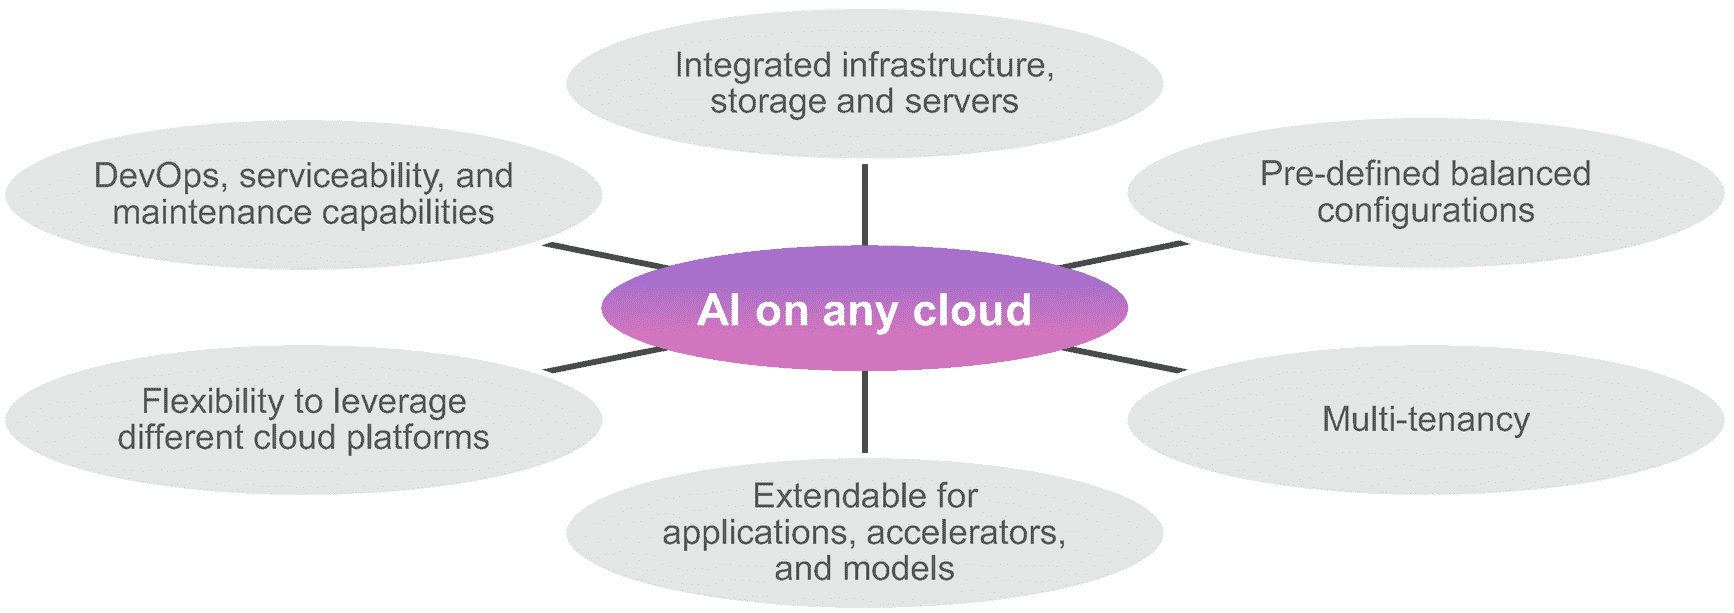 Integrated infrastructure,
storage and servers
DevOps, serviceability, and
maintenance capabilities
Pre-defined balanced
configurations
AI on any cloud
Flexibility to leverage
different cloud platforms
Multi-tenancy
Extendable for
applications, accelerators,
and models